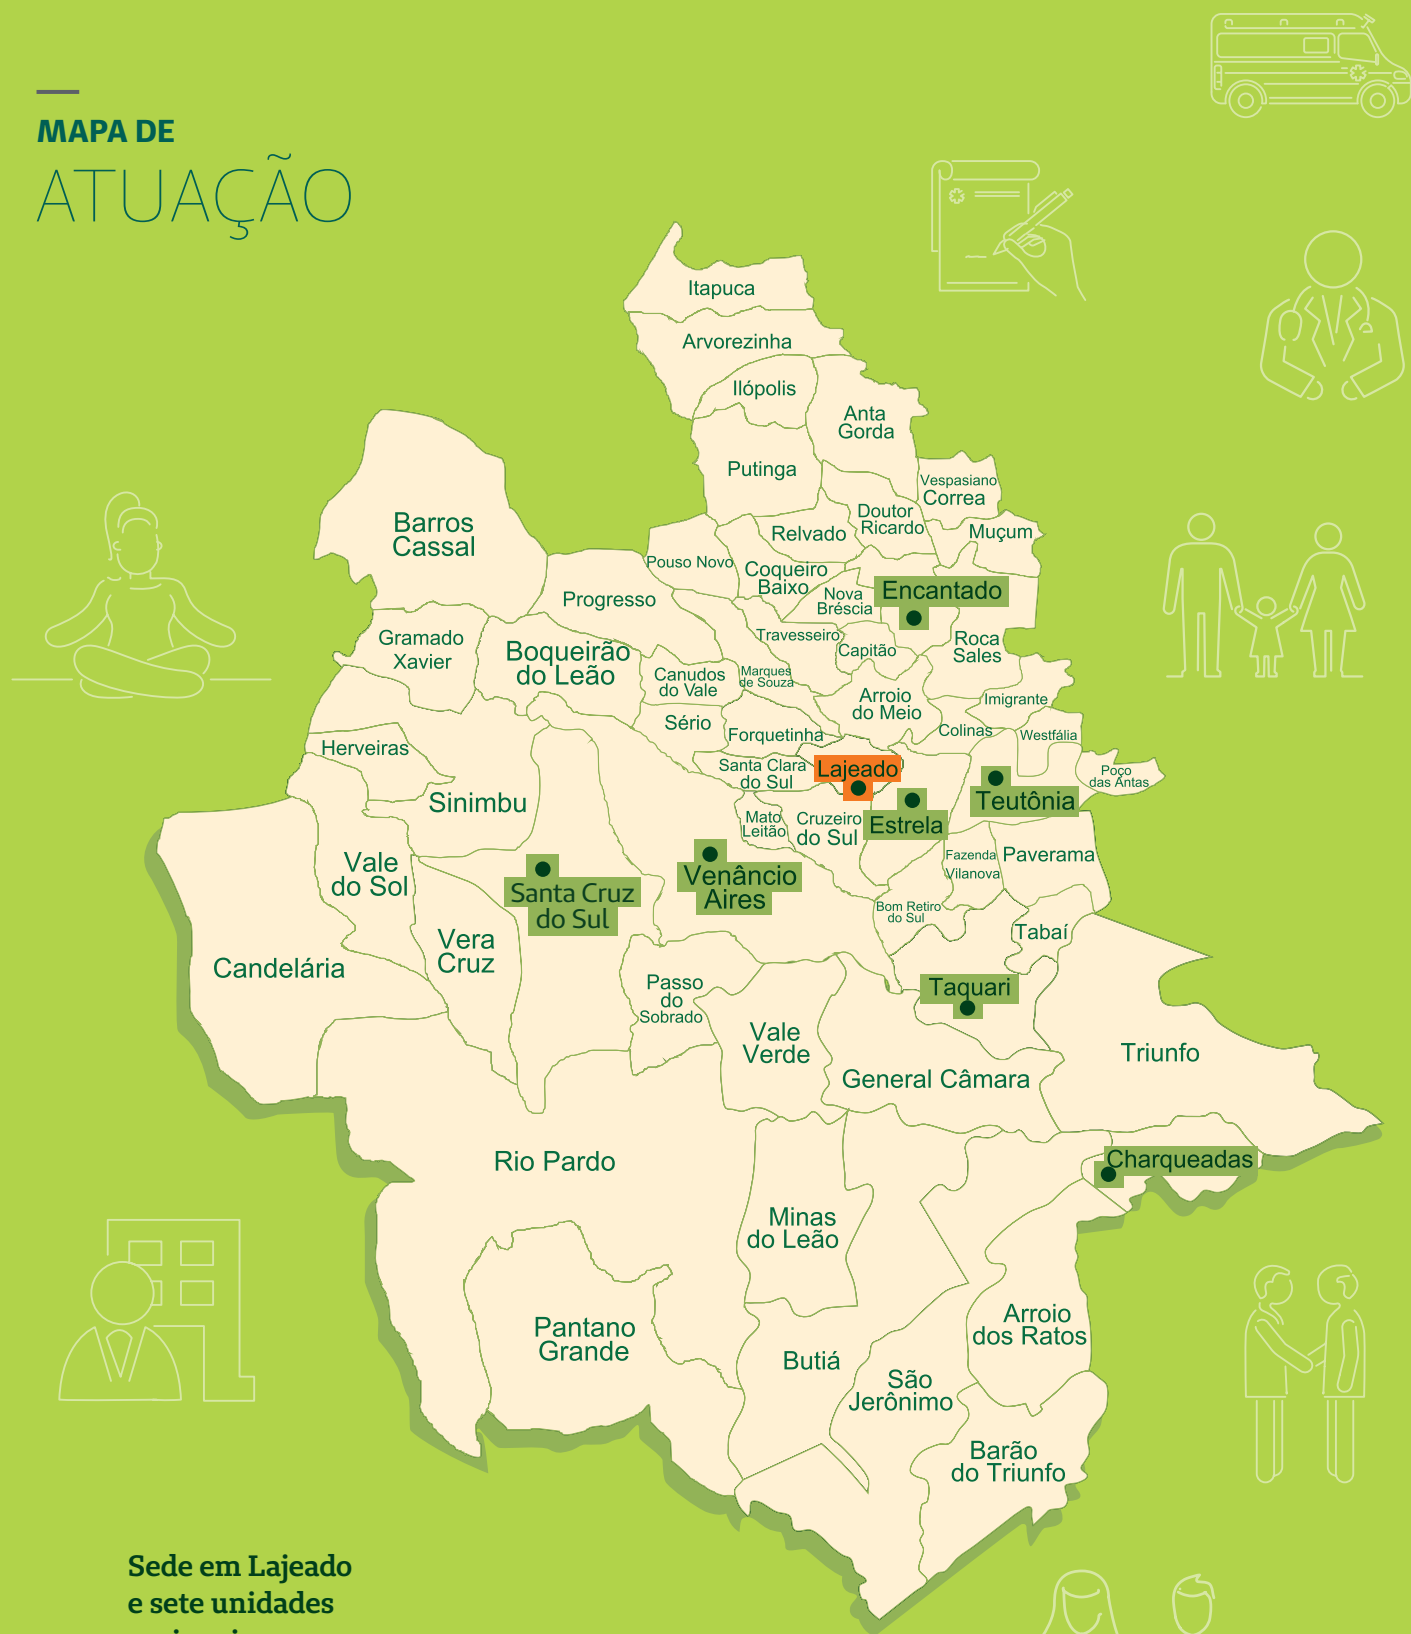 MAPA DE
ATUAÇÃO
Itapuca
Arvorezinha
Ilópolis
Anta
Gorda
Putinga
Vespasiano
Correa
Doutor
Ricardo
Relvado
Muçum
Barros
Cassal
Pouso Novo
Coqueiro
Baixo
Nova
Bréscia
Encantado
Progresso
Travesseiro
Capitão
Roca
Sales
Gramado
Xavier
Boqueirão
do Leão
Canudos
do Vale
Marques
de Souza
Arroio
do Meio
Imigrante
Sério
Forquetinha
Colinas
Westfália
Herveiras
Santa Clara
do Sul
Lajeado
Poço
das Antas
Teutônia
Sinimbu
Mato
Leitão
Cruzeiro
do Sul
Estrela
Vale
do Sol
Santa Cruz
do Sul
Venâncio
Aires
Fazenda
Vilanova
Paverama
Bom Retiro
do Sul
Tabaí
Vera
Cruz
Candelária
Passo
do
Sobrado
Taquari
Vale
Verde
Triunfo
General Câmara
Rio Pardo
Charqueadas
Minas
do Leão
Pantano
Grande
Arroio
dos Ratos
Butiá
São
Jerônimo
Barão
do Triunfo
Sede em Lajeado
e sete unidades